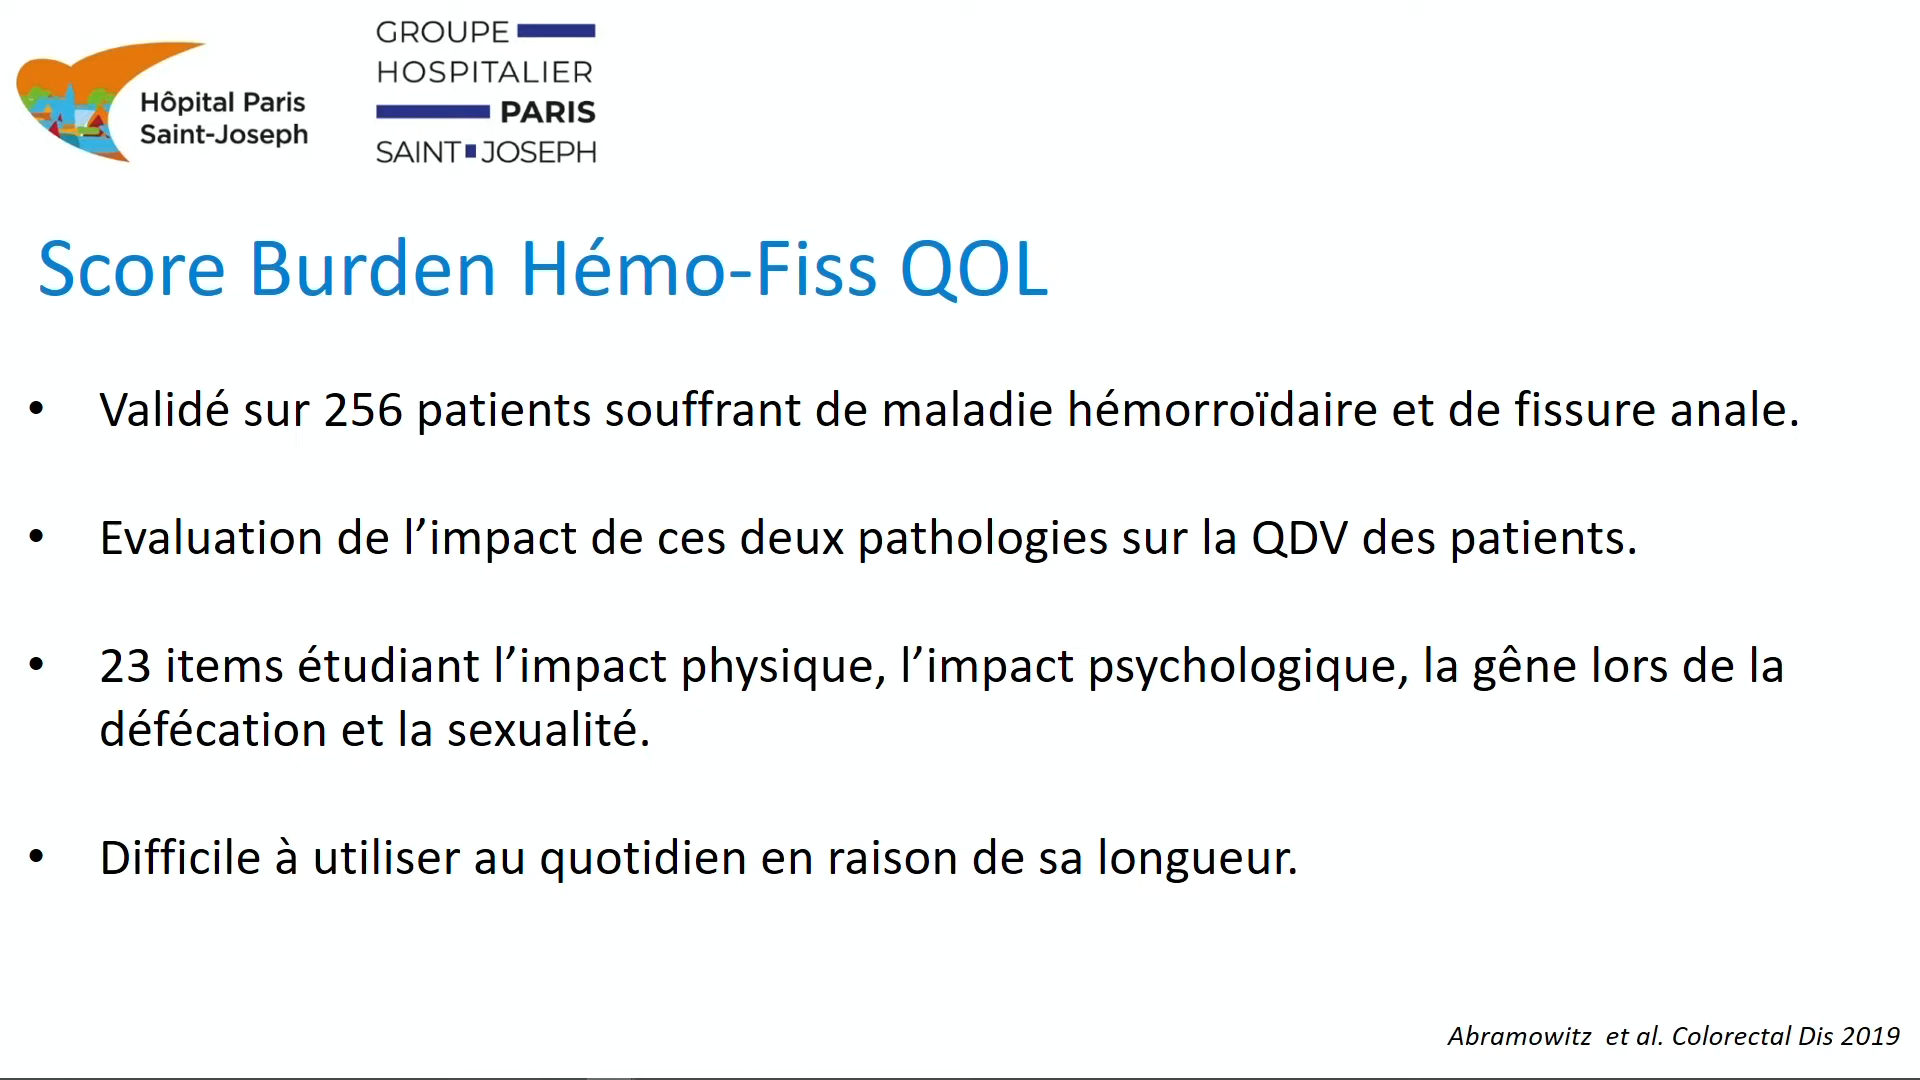 Hôpital Paris
Saint-Joseph
GROUPE
HOSPITALIER
PARIS
SAINT JOSEPH
Score Burden Hémo-Fiss QOL
• Validé sur 256 patients souffrant de maladie hémorroïdaire et de fissure anale.
• Evaluation de l’impact de ces deux pathologies sur la QDV des patients.
• 23 items étudiant l’impact physique, l’impact psychologique, la gêne lors de la
défécation et la sexualité.
• Difficile à utiliser au quotidien en raison de sa longueur.
Abramowitz et al. Colorectal Dis 2019